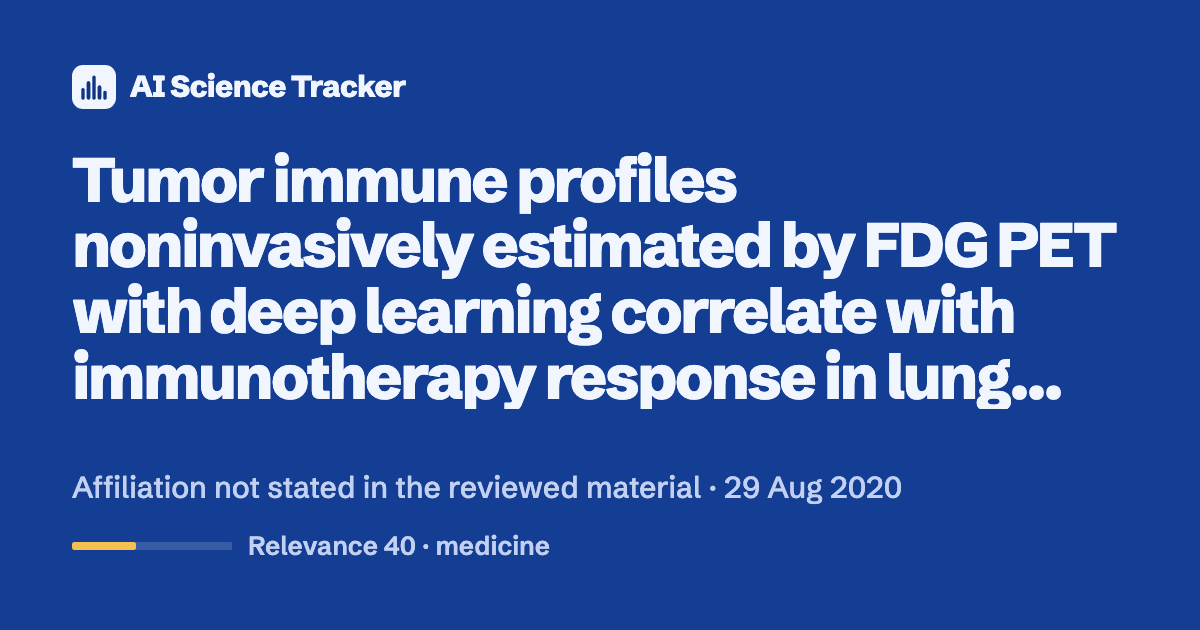 AI Science Tracker
Tumor immune profiles
noninvasively estimated by FDG PET
with deep learning correlate with
immunotherapy response in lung...
Affiliation not stated in the reviewed material · 29 Aug 2020
Relevance 40 · medicine